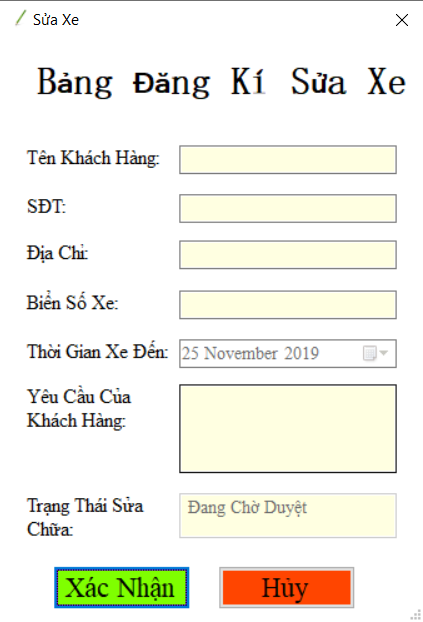 Sửa Xe
Bảng Đăng Kí Sửa Xe
Tên Khách Hàng:
SĐT:
Địa Chỉ:
Biển Số Xe:
Thời Gian Xe Đến: 25 November 2019
Yêu Cầu Của
Khách Hàng:
Trạng Thái Sửa Đang Chờ Duyệt
Chữa:
Xác Nhận Hủy